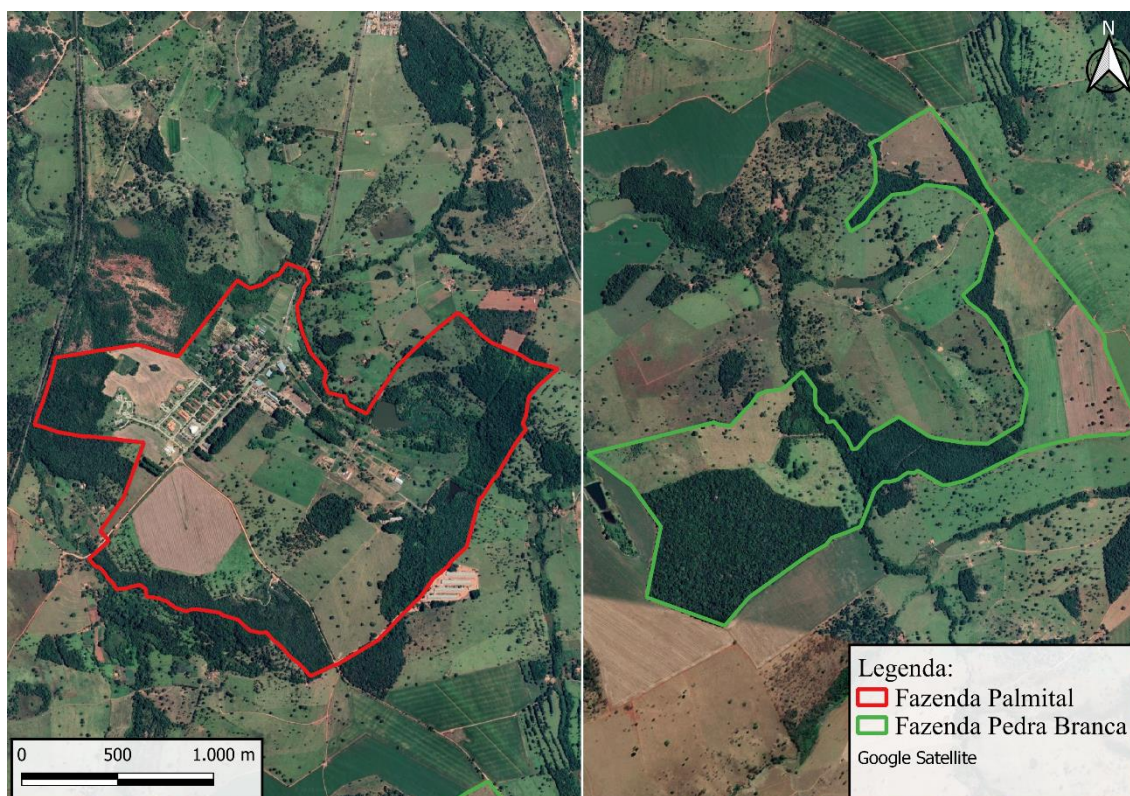 N
Legenda:
Fazenda Palmital
Fazenda Pedra Branca
Google Satellite
0 500 1.000 m